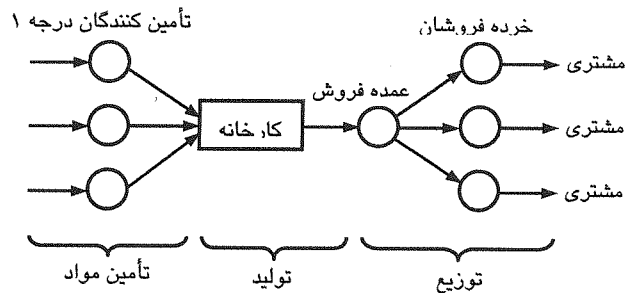 تأمین کنندگان درجه ۱
خرده فروشان
مشتری
عمده فروش
کارخانه
مشتری
مشتری
تأمین مواد
تولید
توزیع